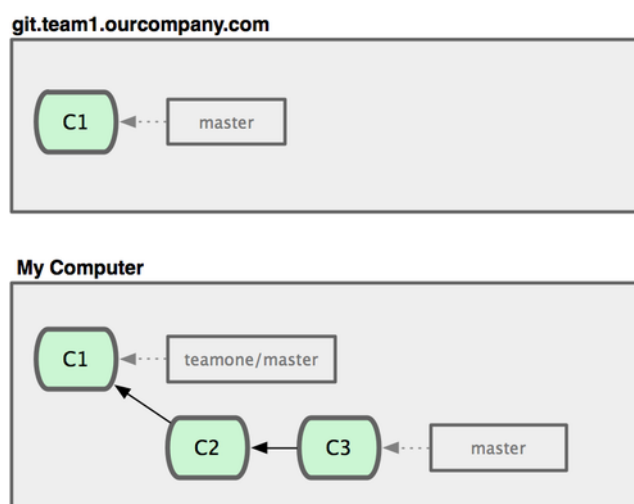 git.team1.ourcompany.com
C1
master
My Computer
C1
teamone/master
C2
C3
master